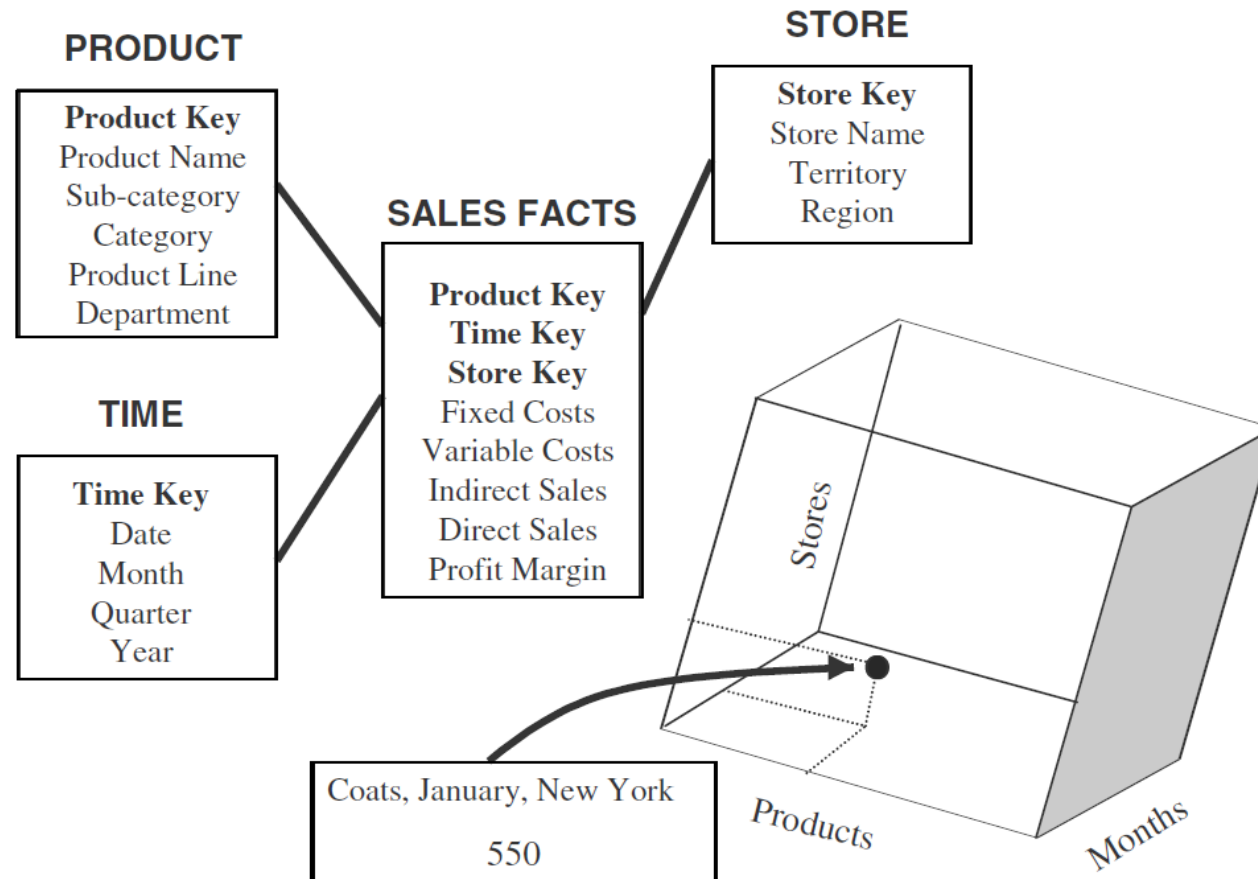 PRODUCT
Product Key
Product Name
Sub-category
Category
Product Line
Department
STORE
Store Key
Store Name
Territory
Region
SALES FACTS
Product Key
Time Key
Store Key
Fixed Costs
Variable Costs
Indirect Sales
Direct Sales
Profit Margin
TIME
Time Key
Date
Month
Quarter
Year
Stores
Products
Months
Coats, January, New York
550